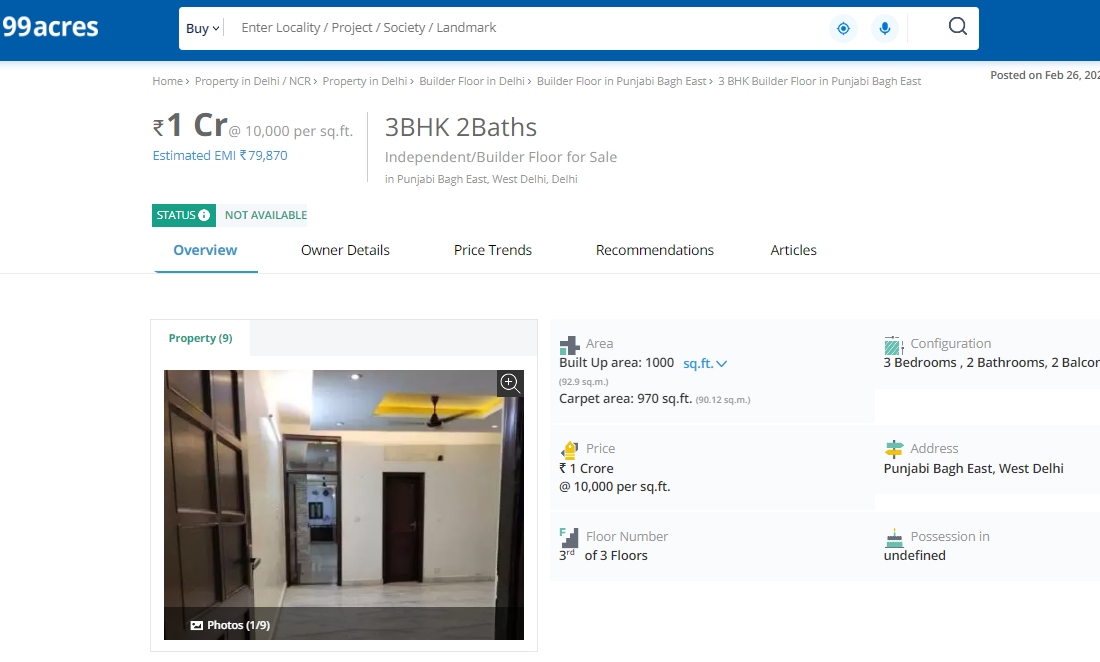 99acres
Buy Enter Locality / Project / Society / Landmark
Home › Property in Delhi / NCR › Property in Delhi › Builder Floor in Delhi › Builder Floor in Punjabi Bagh East › 3 BHK Builder Floor in Punjabi Bagh East
Posted on Feb 26, 202
₹ 1 Cr @ 10,000 per sq.ft.
Estimated EMI ₹ 79,870
3BHK 2Baths
Independent/Builder Floor for Sale
in Punjabi Bagh East, West Delhi, Delhi
STATUS NOT AVAILABLE
Overview Owner Details Price Trends Recommendations Articles
Property (9)
Photos (1/9)
Area
Built Up area: 1000 sq.ft.
(92.9 sq.m.)
Carpet area: 970 sq.ft. (90.12 sq.m.)
Configuration
3 Bedrooms , 2 Bathrooms, 2 Balcon
Price
₹ 1 Crore
@ 10,000 per sq.ft.
Address
Punjabi Bagh East, West Delhi
Floor Number
3rd of 3 Floors
Possession in
undefined